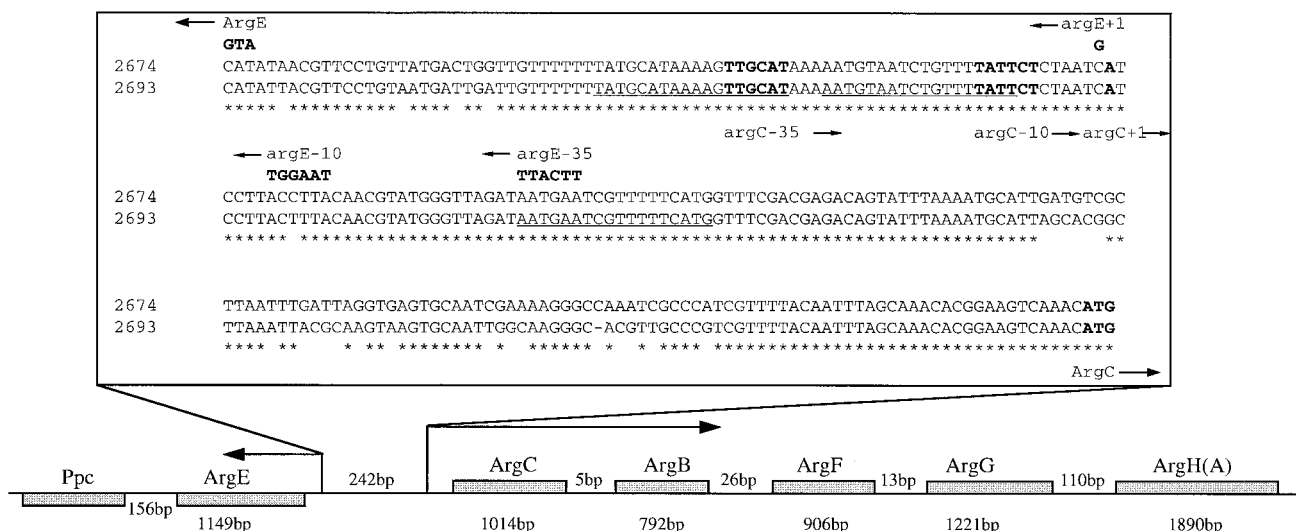 ArgE argE+1
GTA G
2674 CATATAACGTTCCTGTTATGACTGGTTGTTTTTTTATGCATAAAAGTTGCATAAAAATGTAATCTGTTTTATTCTCTAATCAT
2693 CATATTACGTTCCTGTAATGATTGATTGTTTTTTTATGCATAAAAGTTGCATAAAAATGTAATCTGTTTTATTCTCTAATCAT
***** ********** **** ** *********************************************************
argC-35 argC-10 argC+1
argE-10 argE-35
TGGAAT TTACTT
2674 CCTTACCTTACAACGTATGGGTTAGATAATGAATCGTTTTTCATGGTTTCGACGAGACAGTATTTAAAATGCATTGATGTCGC
2693 CCTTACTTTACAACGTATGGGTTAGATAATGAATCGTTTTTCATGGTTTCGACGAGACAGTATTTAAAATGCATTAGCACGGC
****** ******************************************************************** **
2674 TTAATTTGATTAGGTGAGTGCAATCGAAAAGGGCCAAATCGCCCATCGTTTTACAATTTAGCAAACACGGAAGTCAAACATG
2693 TTAAATTACGCAAGTAAGTGCAATTGGCAAGGGC-ACGTTGCCCGTCGTTTTACAATTTAGCAAACACGGAAGTCAAACATG
**** ** * ** ******** * ****** * * **** *************************************
ArgC
Ppc ArgE 242bp ArgC 5bp ArgB 26bp ArgF 13bp ArgG 110bp ArgH(A)
156bp 1149bp 1014bp 792bp 906bp 1221bp 1890bp